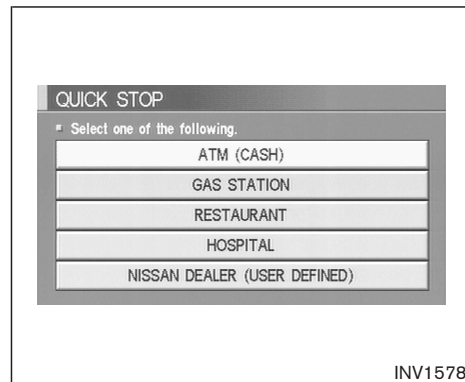 QUICK STOP
Select one of the following.
ATM (CASH)
GAS STATION
RESTAURANT
HOSPITAL
NISSAN DEALER (USER DEFINED)
INV1578